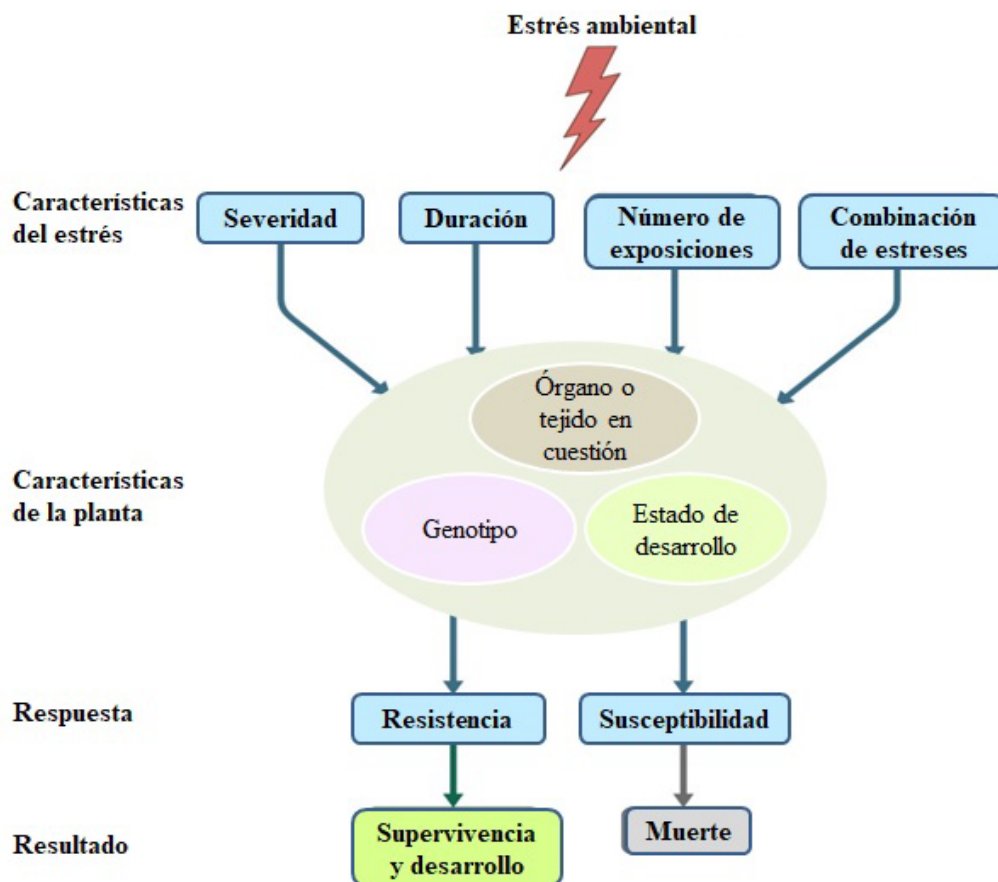 Estrés ambiental
Características
del estrés
Severidad
Duración
Número de
exposiciones
Combinación
de estreses
Características
de la planta
Órgano o
tejido en
cuestión
Genotipo
Estado de
desarrollo
Respuesta
Resistencia
Susceptibilidad
Resultado
Supervivencia
y desarrollo
Muerte